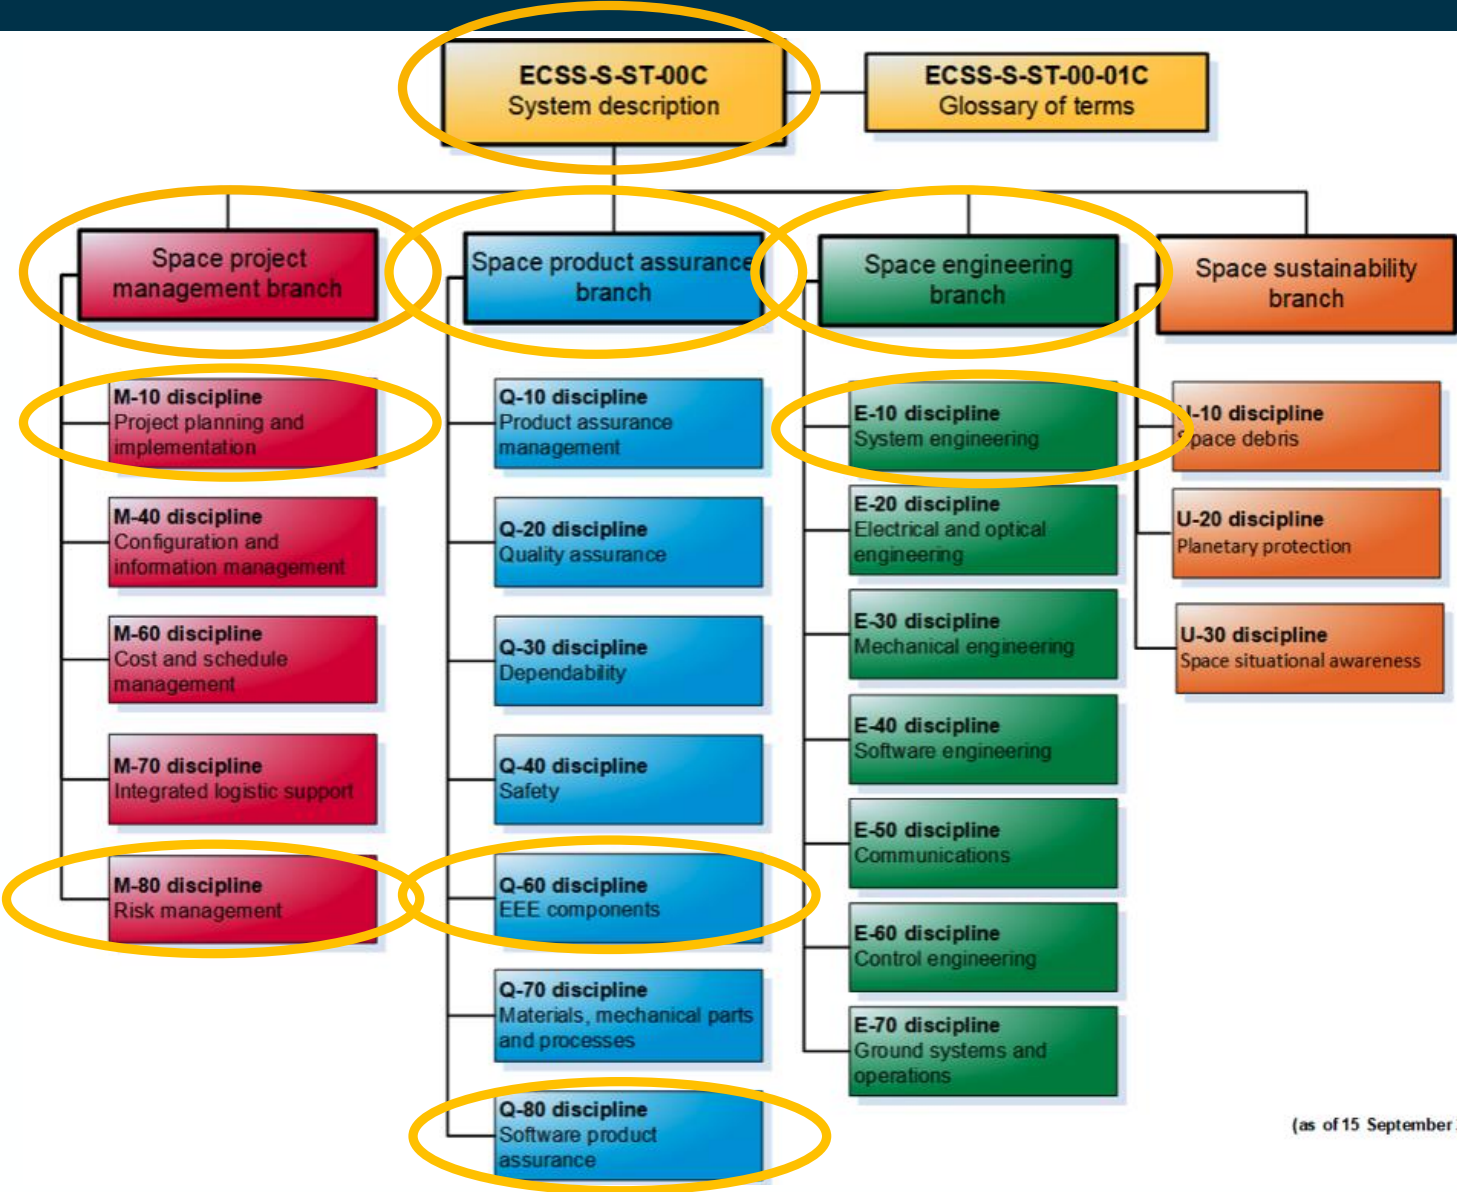 ECSS-S-ST-00C
System description
ECSS-S-ST-00-01C
Glossary of terms
Space project
management branch
Space product assurance
branch
Space engineering
branch
Space sustainability
branch
M-10 discipline
Project planning and
implementation
M-40 discipline
Configuration and
information management
M-60 discipline
Cost and schedule
management
M-70 discipline
Integrated logistic support
M-80 discipline
Risk management
Q-10 discipline
Product assurance
management
Q-20 discipline
Quality assurance
Q-30 discipline
Dependability
Q-40 discipline
Safety
Q-60 discipline
EEE components
Q-70 discipline
Materials, mechanical parts
and processes
Q-80 discipline
Software product
assurance
E-10 discipline
System engineering
E-20 discipline
Electrical and optical
engineering
E-30 discipline
Mechanical engineering
E-40 discipline
Software engineering
E-50 discipline
Communications
E-60 discipline
Control engineering
E-70 discipline
Ground systems and
operations
U-10 discipline
Space debris
U-20 discipline
Planetary protection
U-30 discipline
Space situational awareness
(as of 15 September